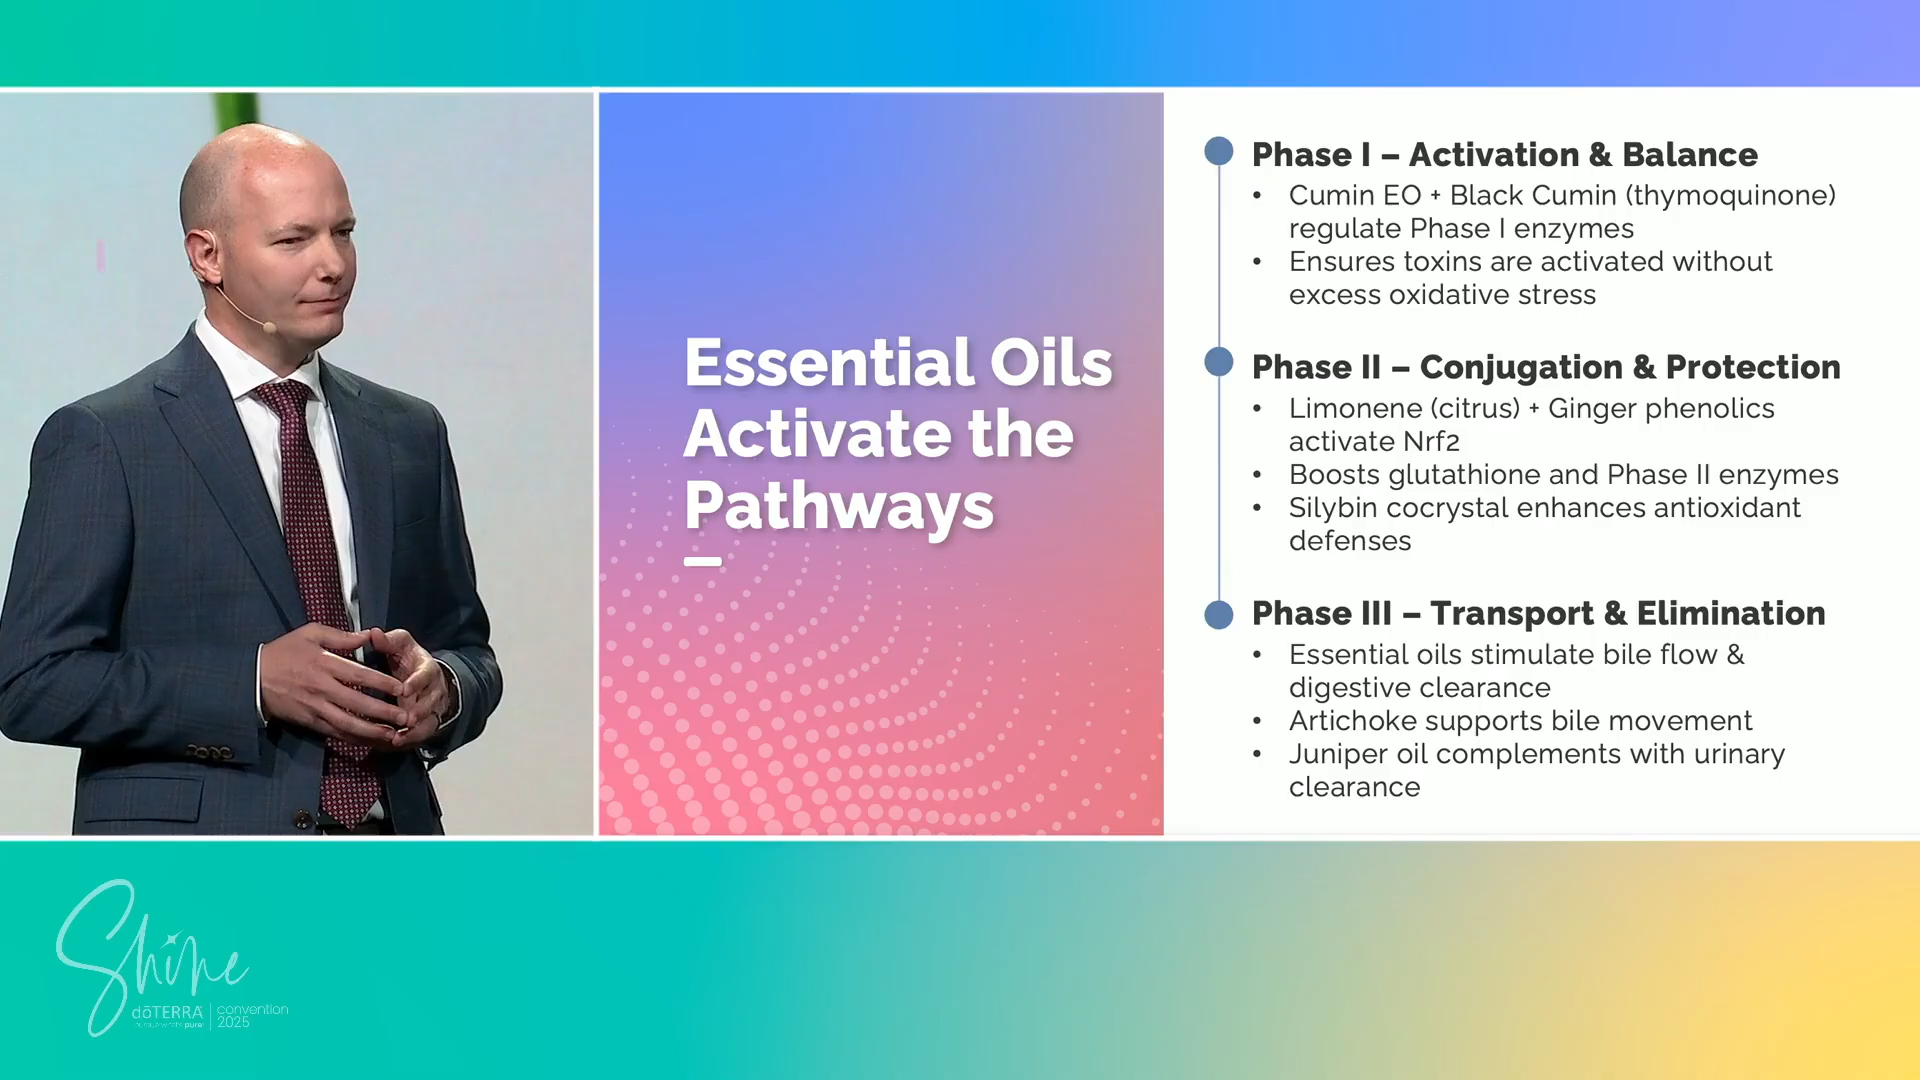 Essential Oils
Activate the
Pathways
Phase I – Activation & Balance
• Cumin EO + Black Cumin (thymoquinone)
regulate Phase I enzymes
• Ensures toxins are activated without
excess oxidative stress
Phase II – Conjugation & Protection
• Limonene (citrus) + Ginger phenolics
activate Nrf2
• Boosts glutathione and Phase II enzymes
• Silybin cocrystal enhances antioxidant
defenses
Phase III – Transport & Elimination
• Essential oils stimulate bile flow &
digestive clearance
• Artichoke supports bile movement
• Juniper oil complements with urinary
clearance
Shine
dōTERRA
convention
2025